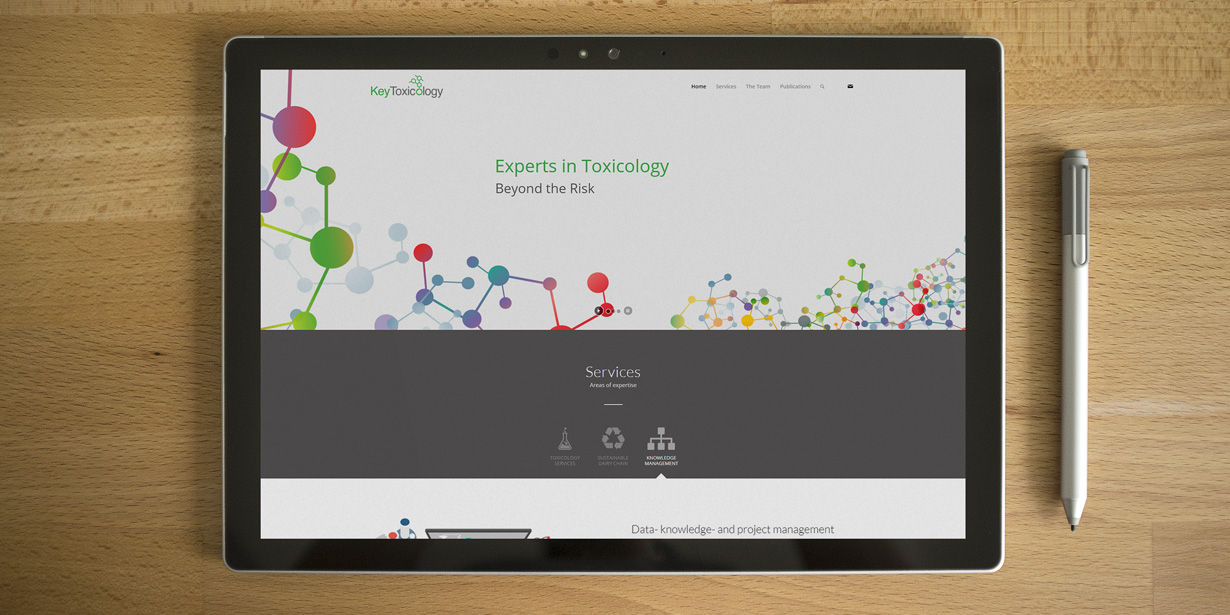 KeyToxicology
Home Services The Team Publications
Experts in Toxicology
Beyond the Risk
Services
Areas of expertise
TOXICOLOGY
SERVICES
SUSTAINABLE
DAIRY CHAIN
KNOWLEDGE
MANAGEMENT
Data- knowledge- and project management